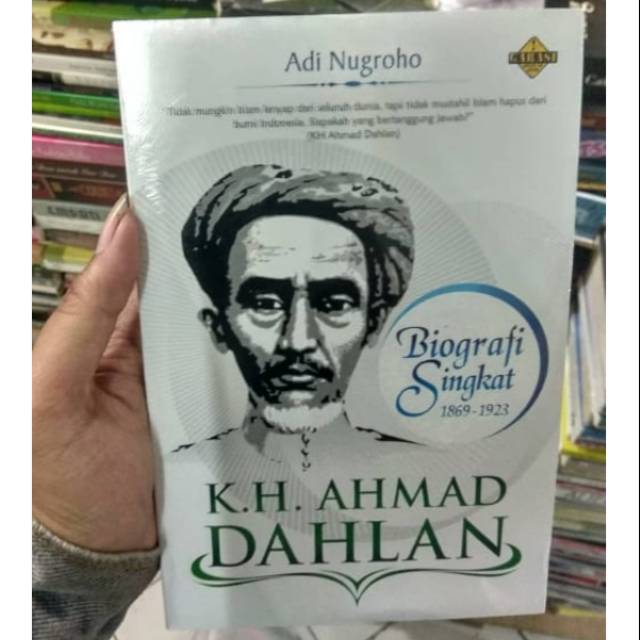 Adi Nugroho
GARASI
"Tidak mungkin Islam lenyap dari seluruh dunia, tapi tidak mustahil Islam hapus dari
bumi Indonesia. Siapakah yang bertanggung jawab?"
(KH Ahmad Dahlan)
Biografi
Singkat
1869-1923
K.H. AHMAD
DAHLAN